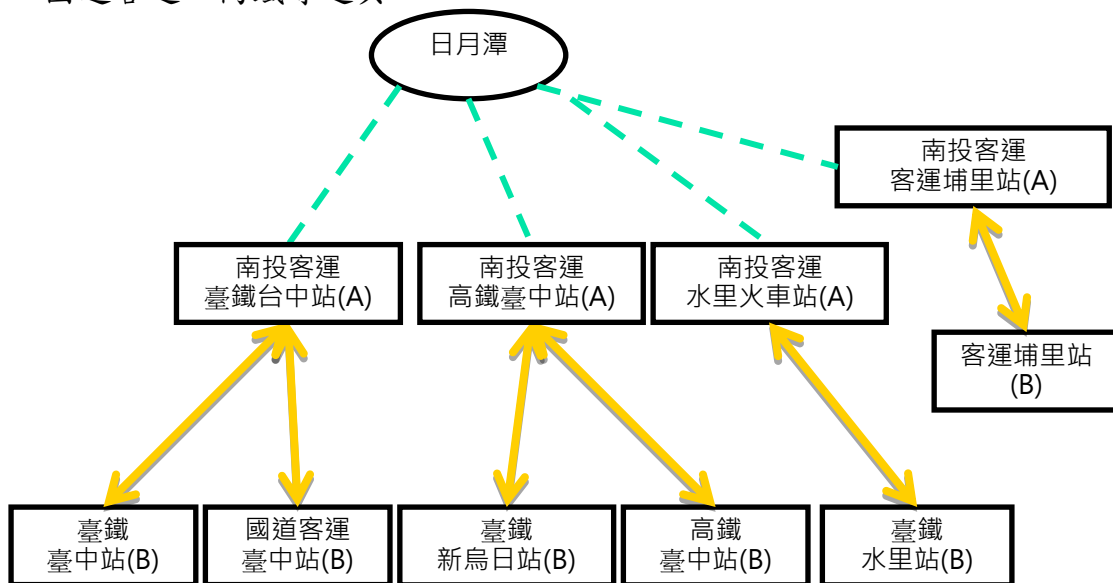 日月潭
南投客運
客運埔里站(A)
南投客運
臺鐵台中站(A)
南投客運
高鐵臺中站(A)
南投客運
水里火車站(A)
客運埔里站
(B)
臺鐵
臺中站(B)
國道客運
臺中站(B)
臺鐵
新烏日站(B)
高鐵
臺中站(B)
臺鐵
水里站(B)